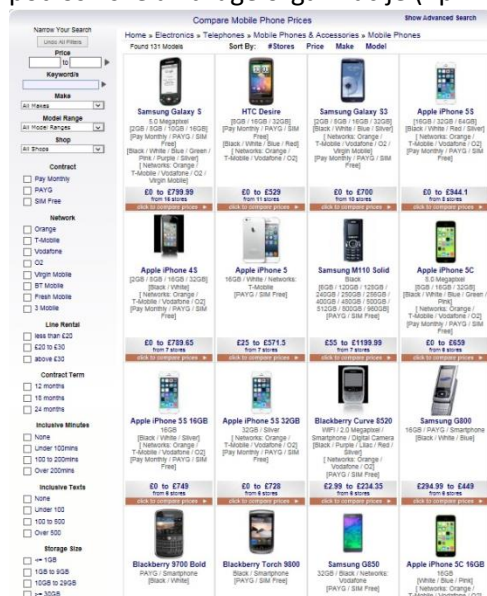 Compare Mobile Phone Prices
Show Advanced Search
Narrow Your Search
Undo All Filters
Price
to
Keyword/s
Make
All Makes
Model Range
All Model Ranges
Shop
All Shops
Contract
Pay Monthly
PAYG
SIM Free
Network
Orange
T-Mobile
Vodafone
O2
Virgin Mobile
BT Mobile
Fresh Mobile
3 Mobile
Line Rental
less than £20
£20 to £30
above £30
Contract Term
12 months
18 months
24 months
Inclusive Minutes
None
Under 100mins
100 to 200mins
Over 200mins
Inclusive Texts
None
Under 100
100 to 500
Over 500
Storage Size
<= 1GB
1GB to 9GB
10GB to 29GB
>= 30GB
Home » Electronics » Telephones » Mobile Phones & Accessories » Mobile Phones
Found 131 Models
Sort By: #Stores Price Make Model
Samsung Galaxy S
5.0 Megapixel
[2GB / 8GB / 10GB / 16GB]
[Pay Monthly / PAYG / SIM
Free]
[Black / White / Blue / Green /
Pink / Purple / Silver]
[ Networks: Orange /
T-Mobile / Vodafone / O2 /
Virgin Mobile]
£0 to £799.99
from 16 stores
click to compare prices
HTC Desire
[8GB / 16GB / 32GB]
[Pay Monthly / PAYG / SIM
Free]
[Black / White / Blue / Red]
[ Networks: Orange /
T-Mobile / Vodafone / O2]
£0 to £529
from 11 stores
click to compare prices
Samsung Galaxy S3
[2GB / 8GB / 16GB / 32GB]
[Black / White / Blue / Silver]
[ Networks: Orange /
T-Mobile / Vodafone / O2 /
Virgin Mobile]
[Pay Monthly / PAYG / SIM
Free]
£0 to £700
from 10 stores
click to compare prices
Apple iPhone 5S
[16GB / 32GB / 64GB]
[Black / White / Red / Silver]
[ Networks: Orange /
T-Mobile / Vodafone / O2]
[Pay Monthly / PAYG / SIM
Free]
£0 to £944.1
from 8 stores
click to compare prices
Apple iPhone 4S
[2GB / 8GB / 16GB / 32GB]
[Black / White]
[ Networks: Orange /
T-Mobile / Vodafone / O2]
[Pay Monthly / PAYG / SIM
Free]
£0 to £789.65
from 7 stores
click to compare prices
Apple iPhone 5
16GB / White / Networks:
T-Mobile
[PAYG / SIM Free]
£25 to £571.5
from 7 stores
click to compare prices
Samsung M110 Solid
Black
[PAYG / SIM Free]
£55 to £1199.99
from 7 stores
click to compare prices
Apple iPhone 5C
8.0 Megapixel
[8GB / 16GB / 32GB]
[Black / White / Blue / Green /
Pink]
[ Networks: Orange /
T-Mobile / Vodafone / O2]
[Pay Monthly / PAYG / SIM
Free]
£0 to £659
from 6 stores
click to compare prices
Apple iPhone 5S 16GB
16GB
[Black / White / Silver]
[ Networks: Orange /
T-Mobile / Vodafone / O2]
[Pay Monthly / PAYG / SIM
Free]
£0 to £749
from 6 stores
click to compare prices
Apple iPhone 5S 32GB
32GB / Silver
[ Networks: Orange /
T-Mobile / Vodafone / O2]
[Pay Monthly / PAYG / SIM
Free]
£0 to £728
from 6 stores
click to compare prices
Blackberry Curve 8520
WIFI / 2.0 Megapixel /
Smartphone / Digital Camera
[Black / Purple / Lilac / Red /
Silver]
[ Networks: Orange /
Vodafone / O2]
[PAYG / SIM Free]
£2.99 to £234.35
from 6 stores
click to compare prices
Samsung G800
16GB / PAYG / Smartphone
[Black / White / Blue]
£294.99 to £449
from 6 stores
click to compare prices
Blackberry 9700 Bold
PAYG / Smartphone
[Black / White]
Blackberry Torch 9800
Black / Smartphone
[PAYG / SIM Free]
Samsung G850
32GB / Black / Networks:
Vodafone
[PAYG / SIM Free]
Apple iPhone 5C 16GB
16GB
[White / Blue / Pink]
[ Networks: Orange /
T-Mobile / Vodafone / O2]